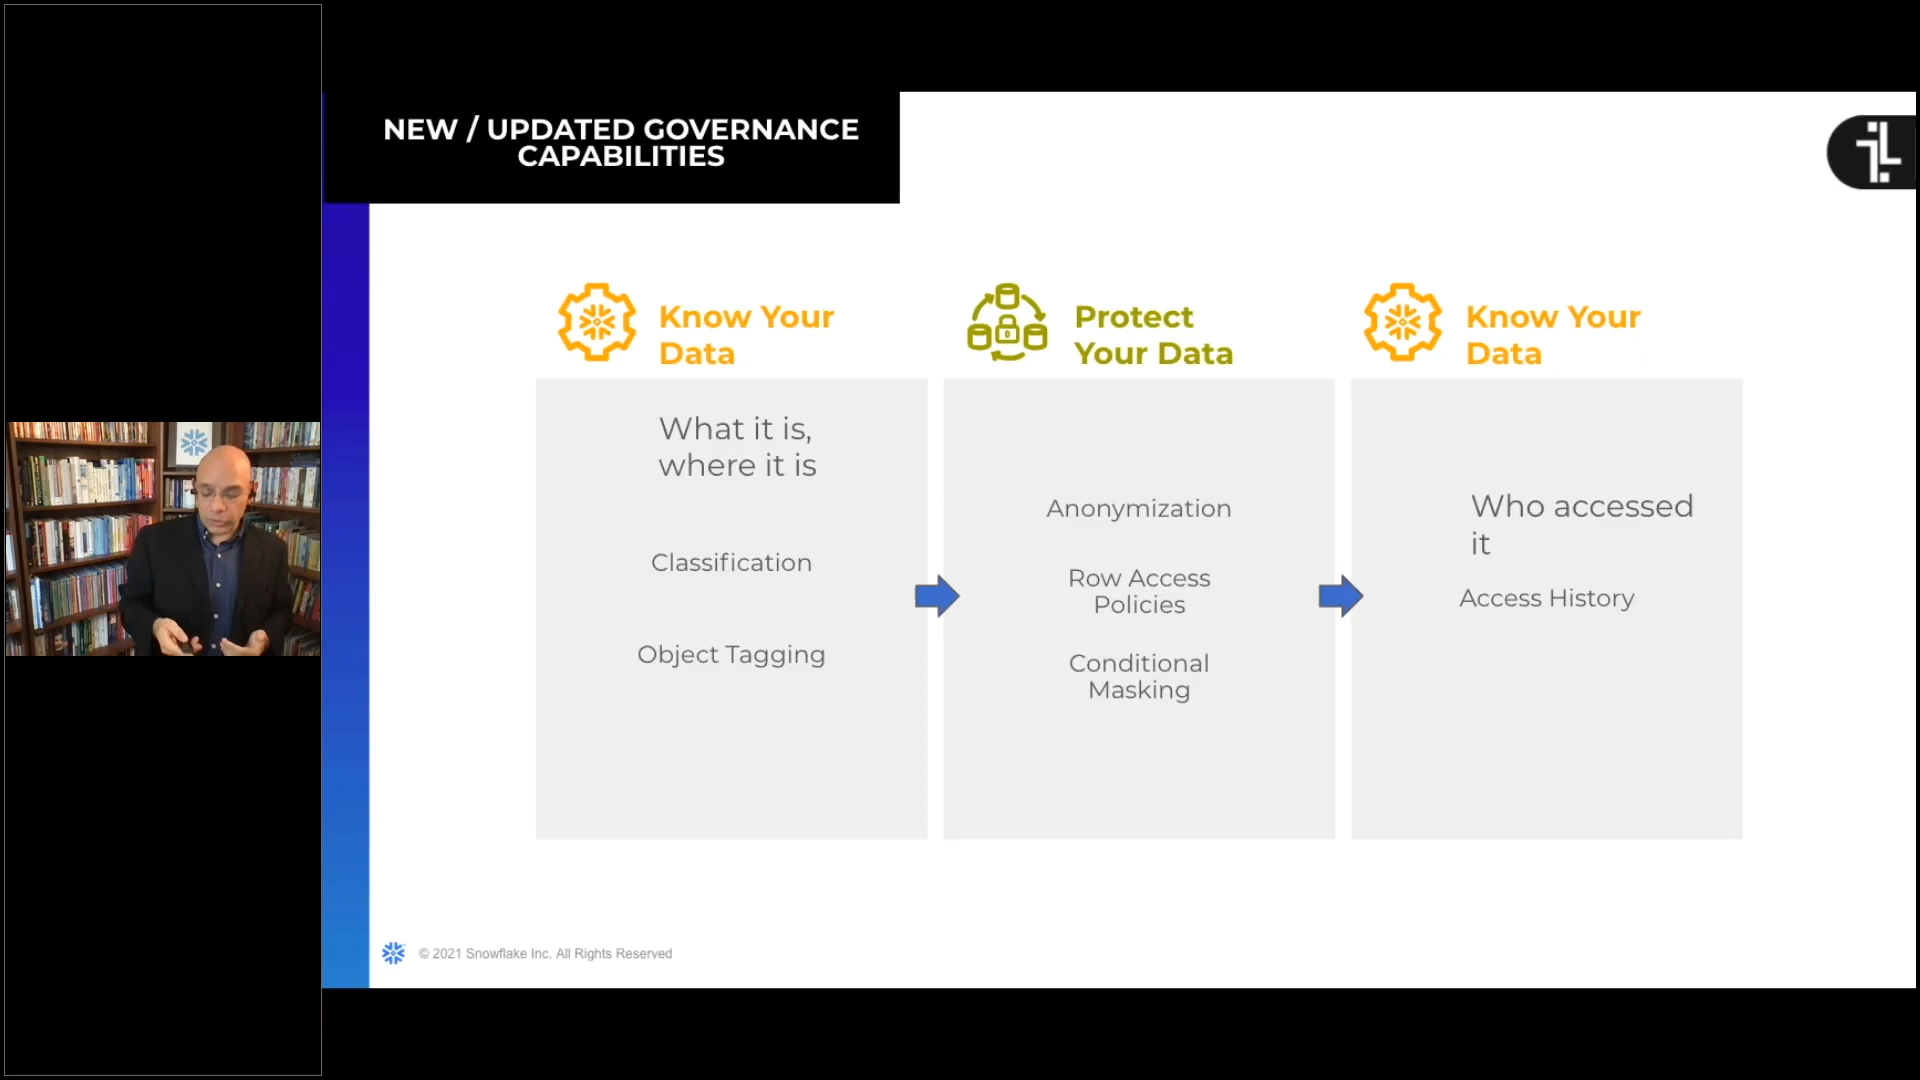 NEW / UPDATED GOVERNANCE
CAPABILITIES
Know Your
Data
What it is,
where it is
Classification
Object Tagging
Protect
Your Data
Anonymization
Row Access
Policies
Conditional
Masking
Know Your
Data
Who accessed
it
Access History
© 2021 Snowflake Inc. All Rights Reserved